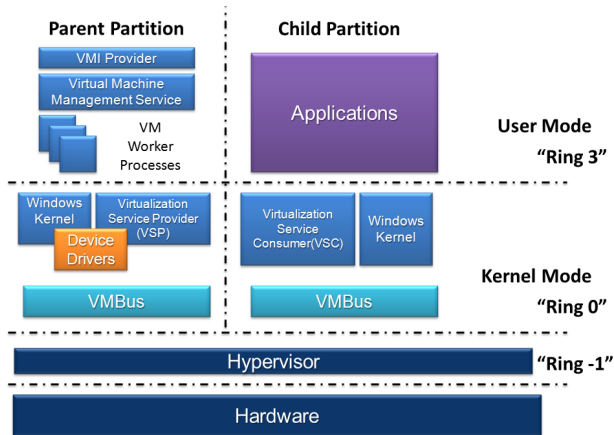 Parent Partition
Child Partition
VMI Provider
Virtual Machine
Management Service
VM
Worker
Processes
Applications
User Mode
“Ring 3”
Windows
Kernel
Virtualization
Service Provider
(VSP)
Device
Drivers
Virtualization
Service
Consumer(VSC)
Windows
Kernel
Kernel Mode
“Ring 0”
VMBus
VMBus
Hypervisor
“Ring -1”
Hardware